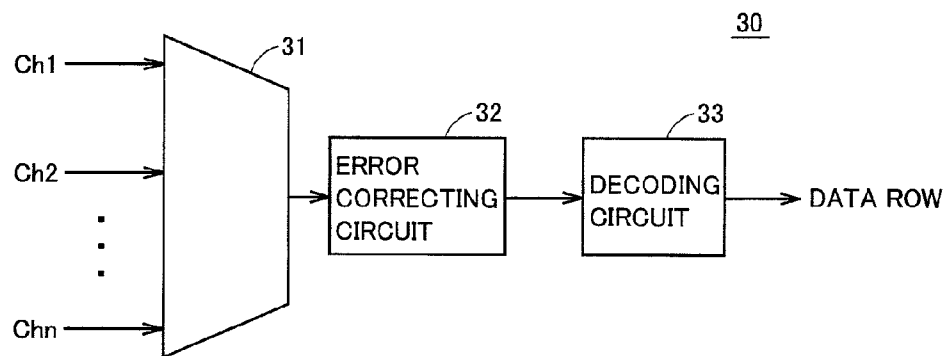 30
31
Ch1
32
33
Ch2
ERROR
CORRECTING
CIRCUIT
DECODING
CIRCUIT
DATA ROW
Chn